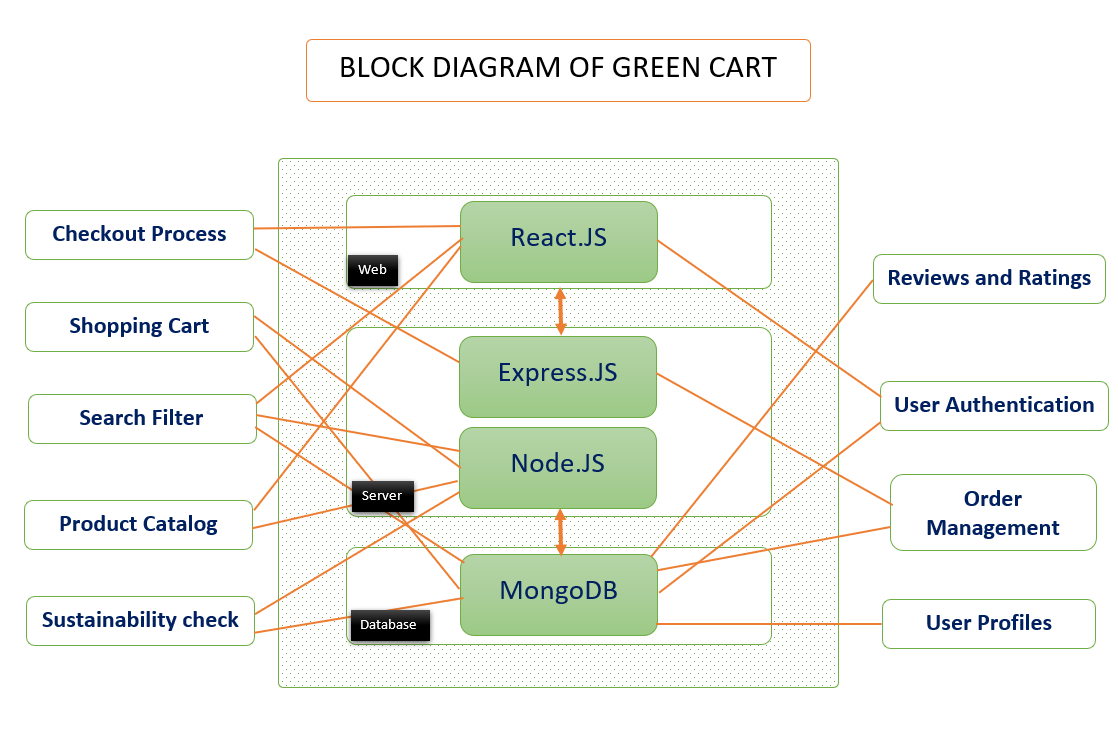 BLOCK DIAGRAM OF GREEN CART
Checkout Process
Shopping Cart
Search Filter
Product Catalog
Sustainability check
React.JS
Web
Express.JS
Node.JS
Server
MongoDB
Database
Reviews and Ratings
User Authentication
Order
Management
User Profiles